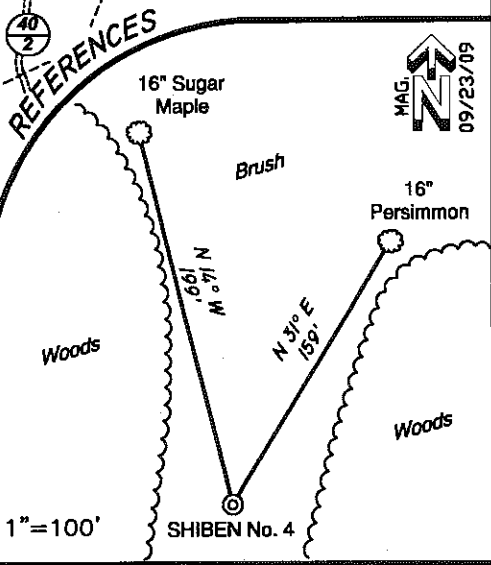 40
2
REFERENCES
MAG.
N
09/23/09
16" Sugar
Maple
Brush
16"
Persimmon
N 14° W
199'
N 31° E
159'
Woods
Woods
1"=100'
SHIBEN No. 4